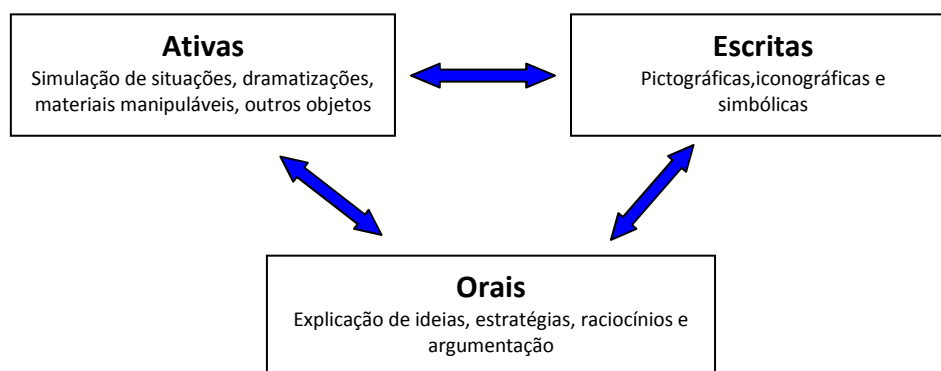 Ativas
Simulação de situações, dramatizações,
materiais manipuláveis, outros objetos
Escritas
Pictográficas,iconográficas e
simbólicas
Orais
Explicação de ideias, estratégias, raciocínios e
argumentação